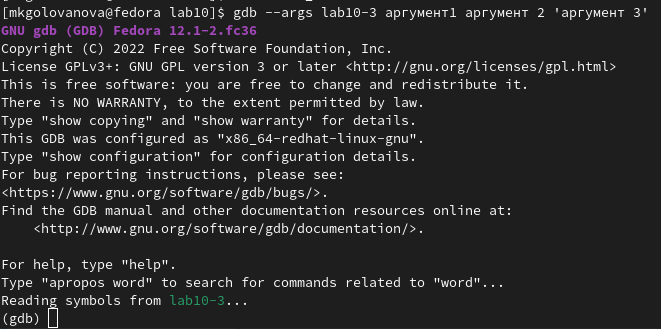 [mkgolovanova@fedora lab10]$ gdb --args lab10-3 аргумент1 аргумент 2 'аргумент 3'
GNU gdb (GDB) Fedora 12.1-2.fc36
Copyright (C) 2022 Free Software Foundation, Inc.
License GPLv3+: GNU GPL version 3 or later <http://gnu.org/licenses/gpl.html>
This is free software: you are free to change and redistribute it.
There is NO WARRANTY, to the extent permitted by law.
Type "show copying" and "show warranty" for details.
This GDB was configured as "x86_64-redhat-linux-gnu".
Type "show configuration" for configuration details.
For bug reporting instructions, please see:
<https://www.gnu.org/software/gdb/bugs/>.
Find the GDB manual and other documentation resources online at:
    <http://www.gnu.org/software/gdb/documentation/>.

For help, type "help".
Type "apropos word" to search for commands related to "word"...
Reading symbols from lab10-3...
(gdb)